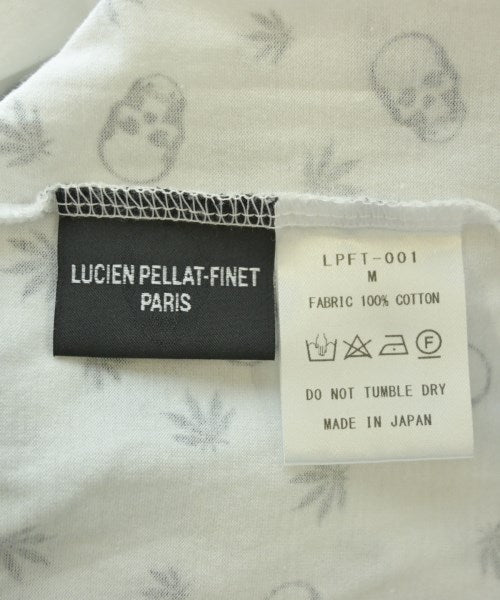 LUCIEN PELLAT-FINET
PARIS
LPFT-001
M
FABRIC 100% COTTON
F
DO NOT TUMBLE DRY
MADE IN JAPAN